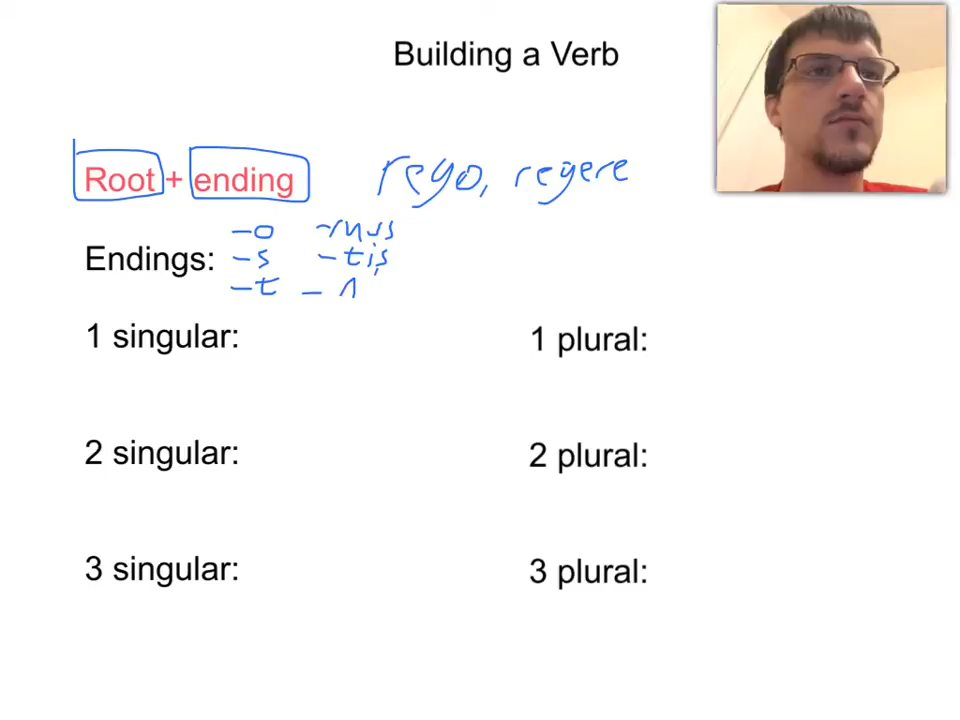 Building a Verb
Root + ending rego, regere
Endings: -o -mus
-s -tis
-t - n
1 singular: 1 plural:
2 singular: 2 plural:
3 singular: 3 plural: